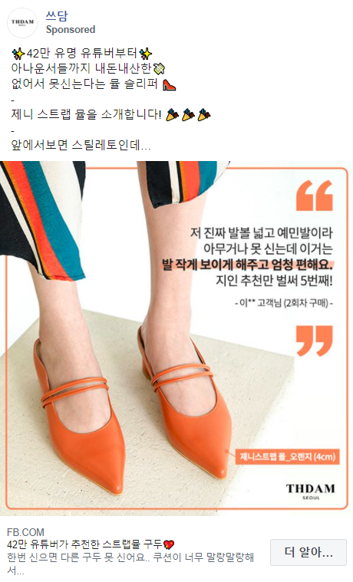 THDAM
SEOUL
쓰담
Sponsored
✨42만 유명 유튜버부터✨
아나운서들까지 내돈내산한💸
없어서 못신는다는 뮬 슬리퍼 👠
-
제니 스트랩 뮬을 소개합니다! 🎉🎉🎉
-
앞에서보면 스틸레토인데...
저 진짜 발볼 넓고 예민발이라
아무거나 못 신는데 이거는
발 작게 보이게 해주고 엄청 편해요.
지인 추천만 벌써 5번째!
- 이** 고객님 (2회차 구매) -
제니스트랩 뮬_오렌지 (4cm)
THDAM
SEOUL
FB.COM
42만 유튜버가 추천한 스트랩뮬 구두❤
한번 신으면 다른 구두 못 신어요.. 쿠션이 너무 말랑말랑해
서...
더 알아...